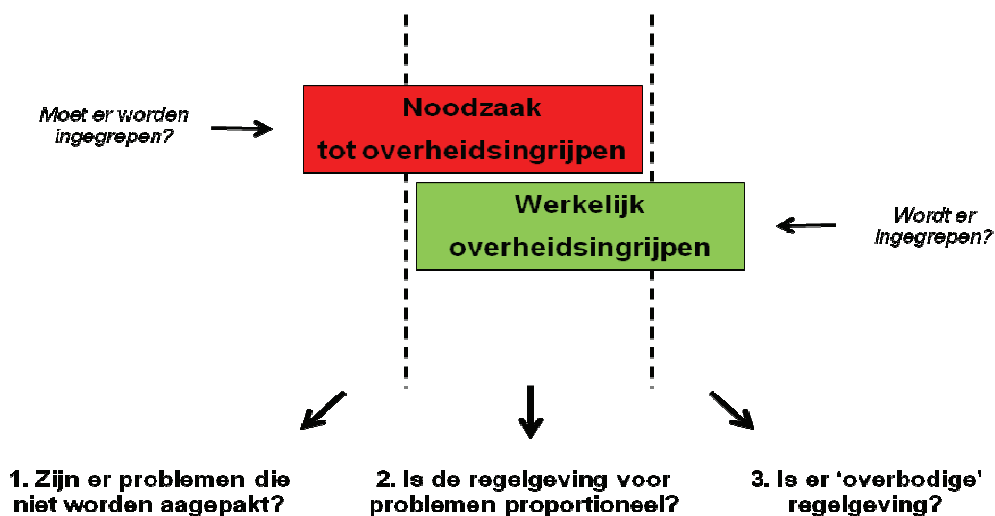 Moet er worden
ingegrepen?
Noodzaak
tot overheidsingrijpen
Werkelijk
overheidsingrijpen
Wordt er
ingegrepen?
1. Zijn er problemen die
niet worden aagepakt?
2. Is de regelgeving voor
problemen proportioneel?
3. Is er ‘overbodige’
regelgeving?